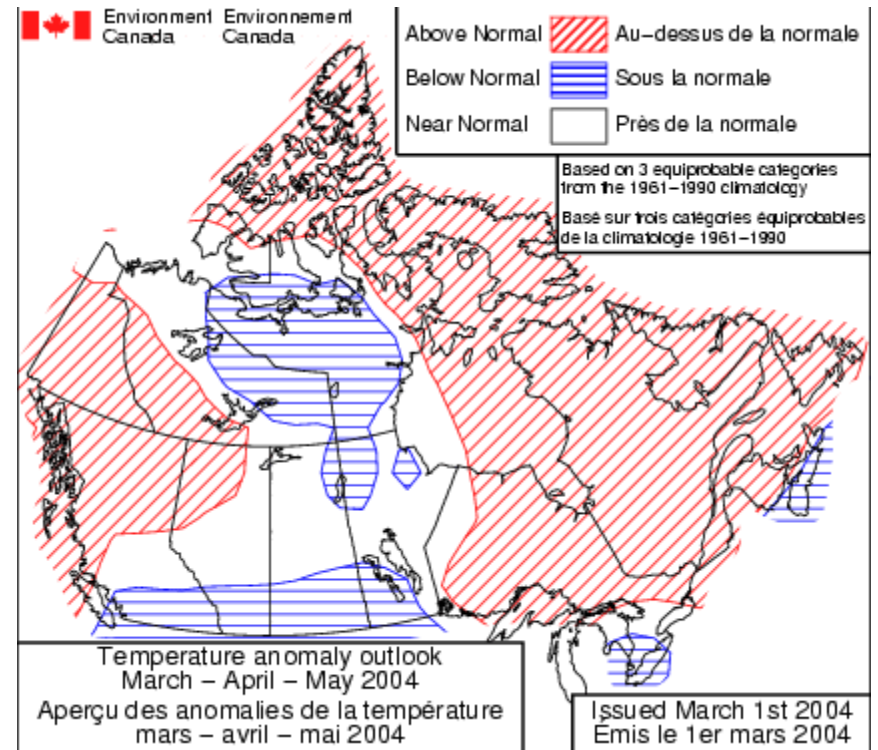 Environment Environnement
Canada Canada
Above Normal Au-dessus de la normale
Below Normal Sous la normale
Near Normal Près de la normale
Based on 3 equiprobable categories
from the 1961-1990 climatology
Basé sur trois catégories équiprobables
de la climatologie 1961-1990
Temperature anomaly outlook
March - April - May 2004
Aperçu des anomalies de la température
mars - avril - mai 2004
Issued March 1st 2004
Émis le 1er mars 2004